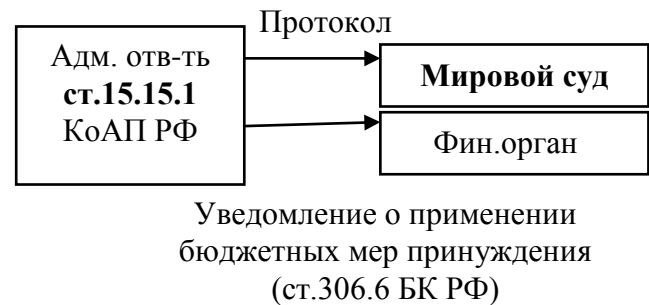 Протокол
Адм. отв-ть
ст.15.15.1
КоАП РФ
Мировой суд
Фин.орган
Уведомление о применении
бюджетных мер принуждения
(ст.306.6 БК РФ)